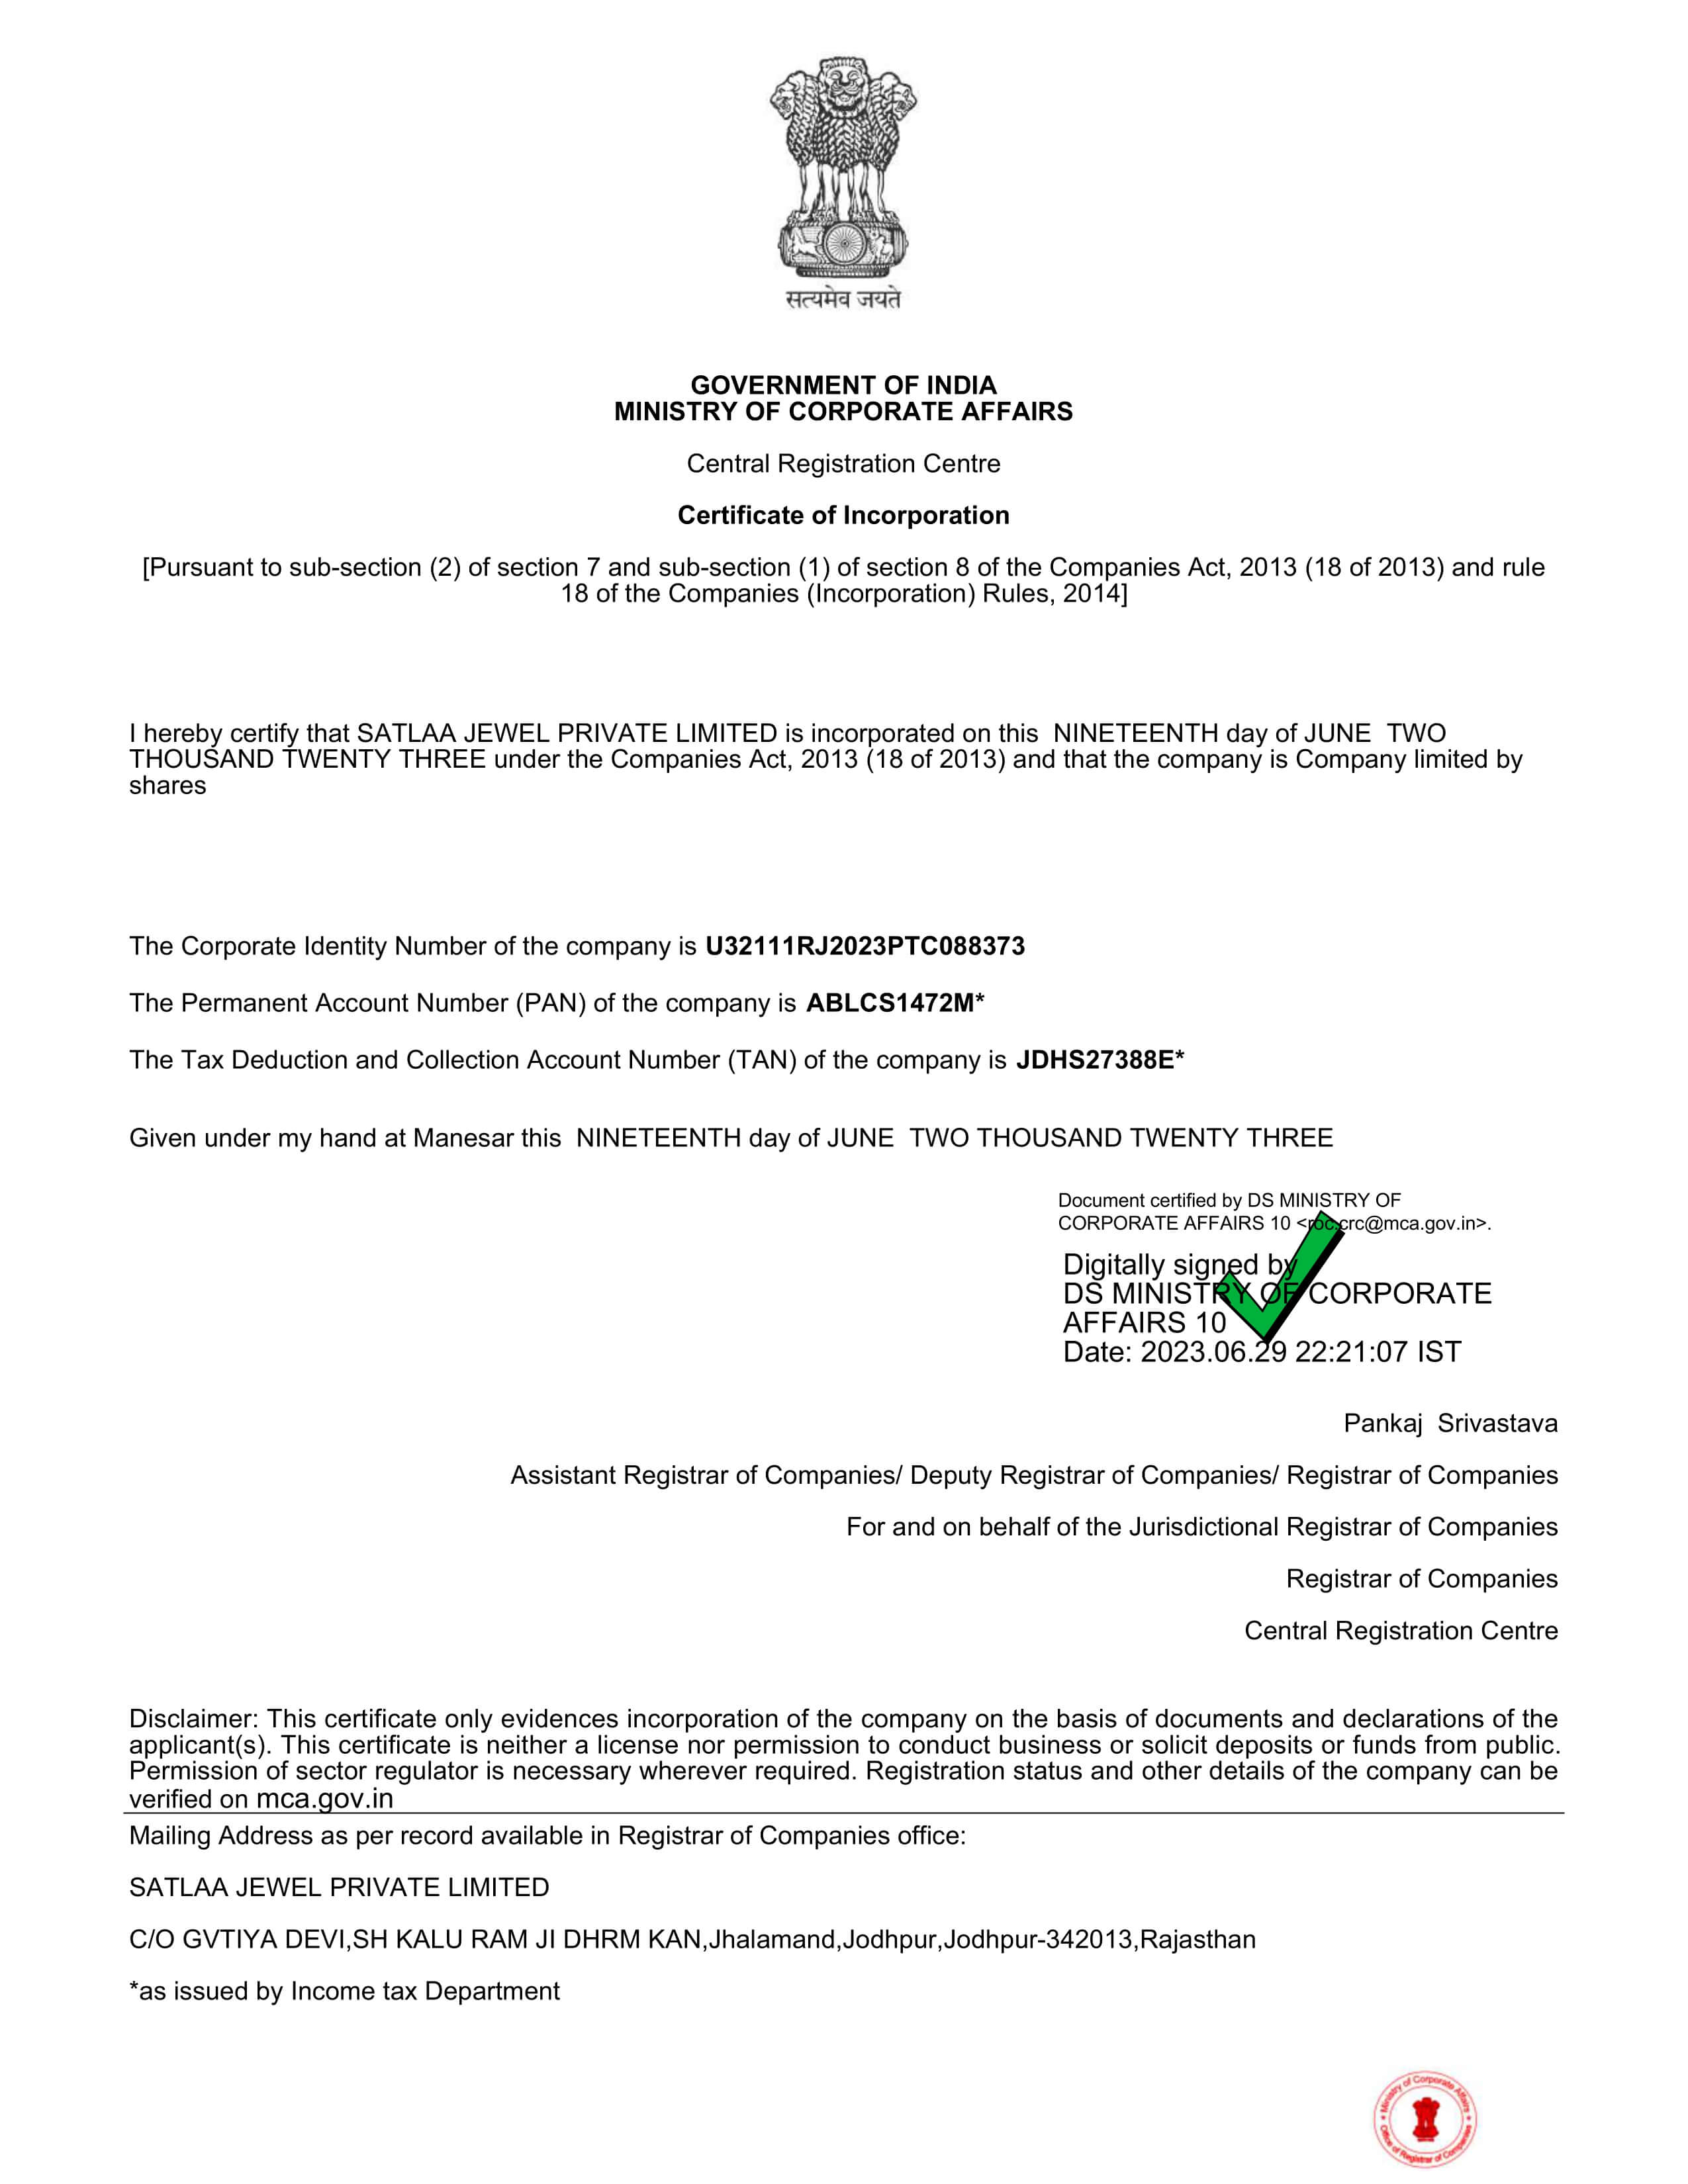 सत्यमेव जयते
GOVERNMENT OF INDIA
MINISTRY OF CORPORATE AFFAIRS
Central Registration Centre
Certificate of Incorporation
[Pursuant to sub-section (2) of section 7 and sub-section (1) of section 8 of the Companies Act, 2013 (18 of 2013) and rule
18 of the Companies (Incorporation) Rules, 2014]
I hereby certify that SATLAA JEWEL PRIVATE LIMITED is incorporated on this NINETEENTH day of JUNE TWO
THOUSAND TWENTY THREE under the Companies Act, 2013 (18 of 2013) and that the company is Company limited by
shares
The Corporate Identity Number of the company is U32111RJ2023PTC088373
The Permanent Account Number (PAN) of the company is ABLCS1472M*
The Tax Deduction and Collection Account Number (TAN) of the company is JDHS27388E*
Given under my hand at Manesar this NINETEENTH day of JUNE TWO THOUSAND TWENTY THREE
Document certified by DS MINISTRY OF
CORPORATE AFFAIRS 10 <roc.crc@mca.gov.in>.
Digitally signed by
DS MINISTRY OF CORPORATE
AFFAIRS 10
Date: 2023.06.29 22:21:07 IST
Pankaj Srivastava
Assistant Registrar of Companies/ Deputy Registrar of Companies/ Registrar of Companies
For and on behalf of the Jurisdictional Registrar of Companies
Registrar of Companies
Central Registration Centre
Disclaimer: This certificate only evidences incorporation of the company on the basis of documents and declarations of the
applicant(s). This certificate is neither a license nor permission to conduct business or solicit deposits or funds from public.
Permission of sector regulator is necessary wherever required. Registration status and other details of the company can be
verified on mca.gov.in
Mailing Address as per record available in Registrar of Companies office:
SATLAA JEWEL PRIVATE LIMITED
C/O GVTIYA DEVI,SH KALU RAM JI DHRM KAN,Jhalamand,Jodhpur,Jodhpur-342013,Rajasthan
*as issued by Income tax Department
Ministry of Corporate Affairs
Office of Registrar of Companies